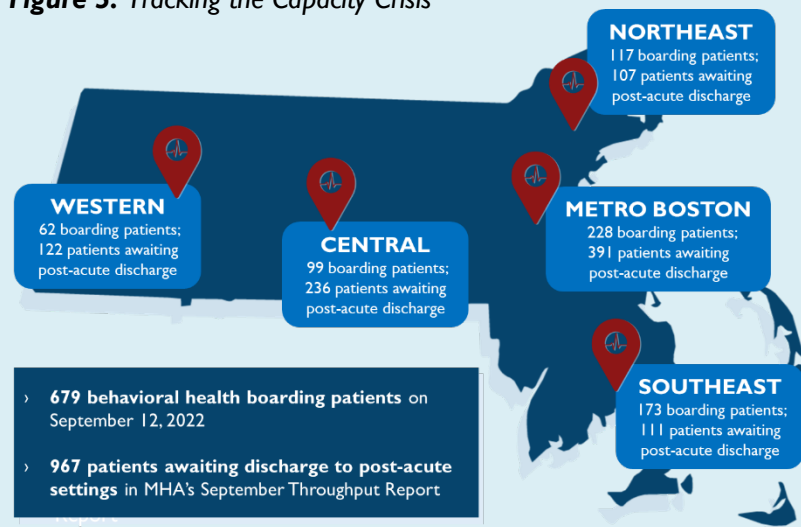 Figure 5: Tracking the Capacity Crisis
NORTHEAST
117 boarding patients;
107 patients awaiting
post-acute discharge
WESTERN
62 boarding patients;
122 patients awaiting
post-acute discharge
CENTRAL
99 boarding patients;
236 patients awaiting
post-acute discharge
METRO BOSTON
228 boarding patients;
391 patients awaiting
post-acute discharge
SOUTHEAST
173 boarding patients;
111 patients awaiting
post-acute discharge
› 679 behavioral health boarding patients on
September 12, 2022
› 967 patients awaiting discharge to post-acute
settings in MHA's September Throughput Report
Report